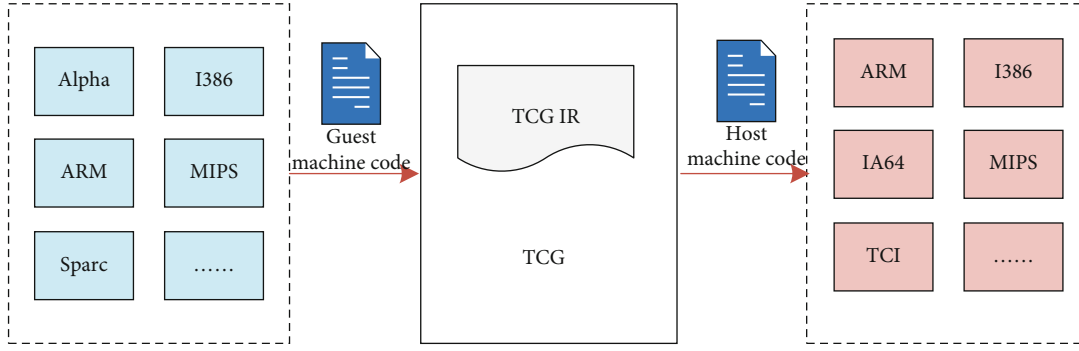 Alpha
I386
ARM
MIPS
Sparc
......
Guest
machine code
TCG IR
TCG
Host
machine code
ARM
I386
IA64
MIPS
TCI
......